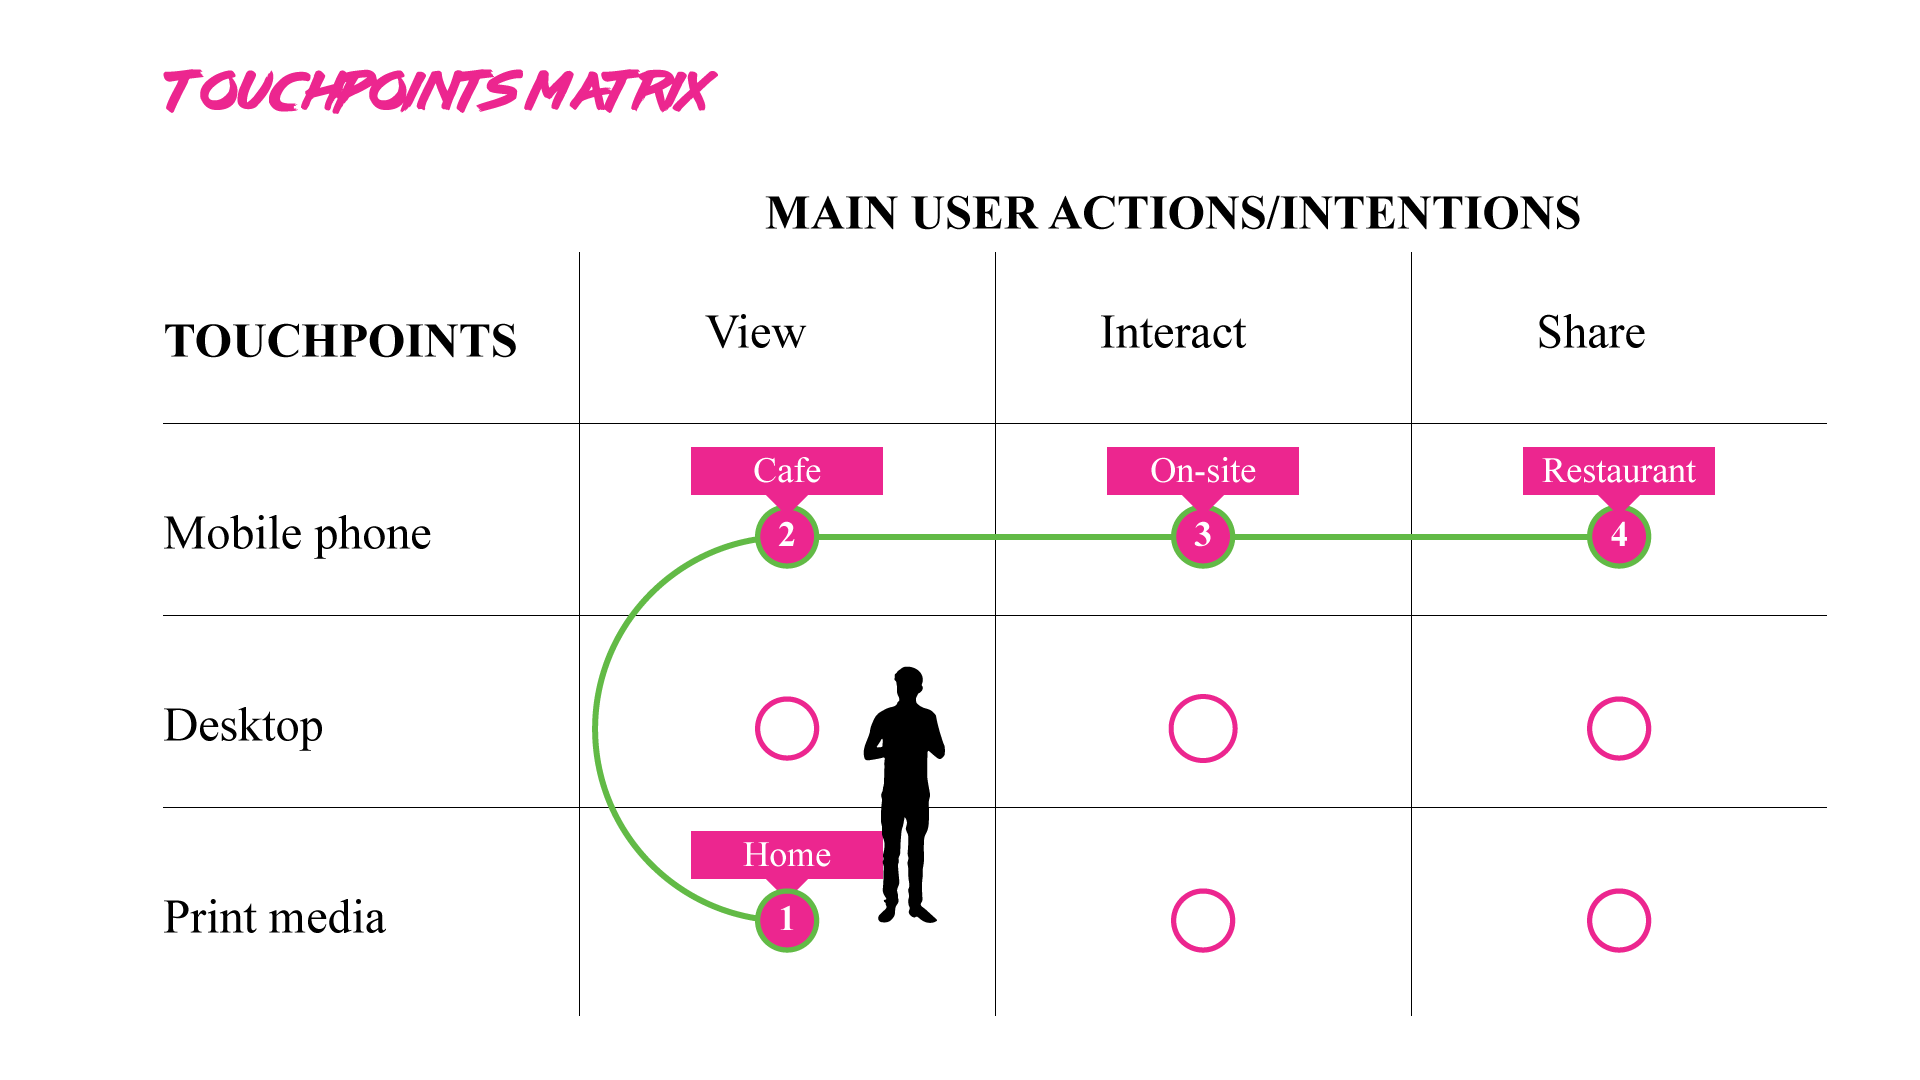 TOUCHPOINTS MATRIX
MAIN USER ACTIONS/INTENTIONS
TOUCHPOINTS
View
Interact
Share
Mobile phone
Cafe
2
On-site
3
Restaurant
4
Desktop
Print media
Home
1